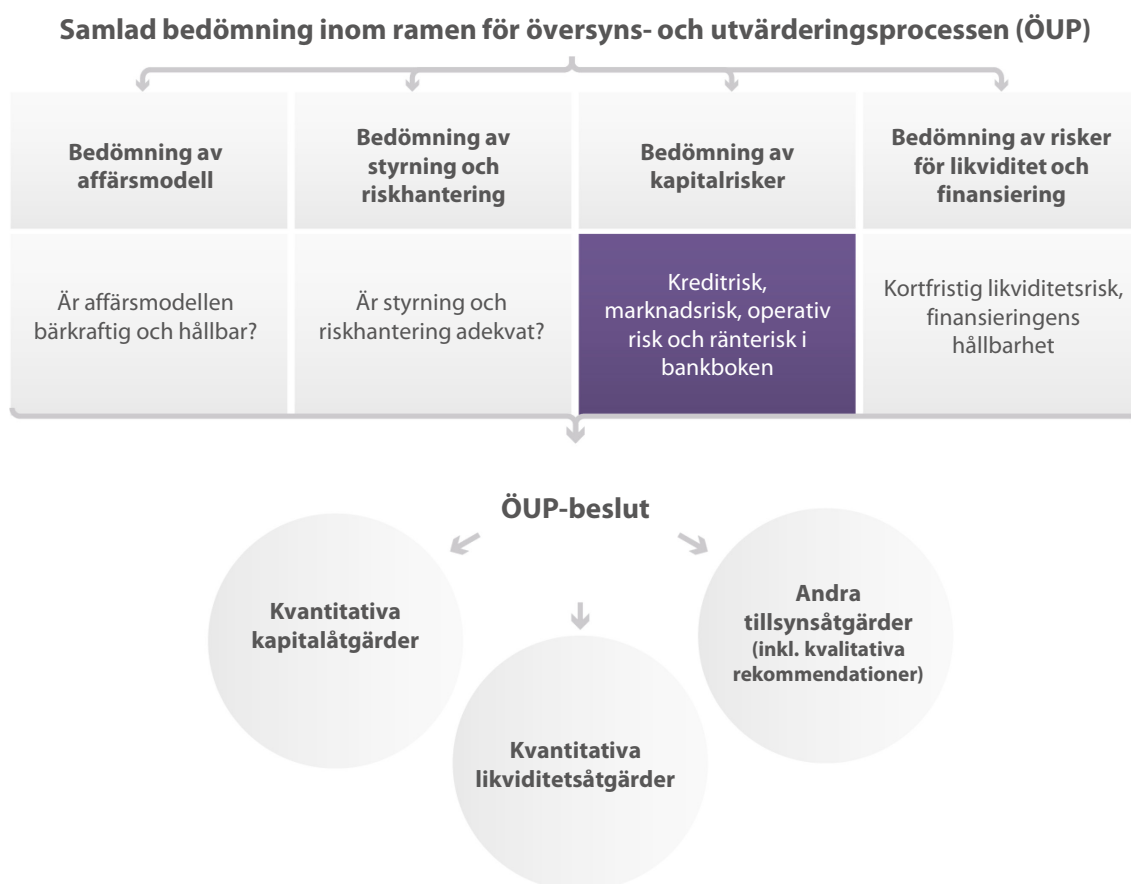 Samlad bedömning inom ramen för översyns- och utvärderingsprocessen (ÖUP)
Bedömning av
affärsmodell
Bedömning av
styrning och
riskhantering
Bedömning av
kapitalrisker
Bedömning av risker
för likviditet och
finansiering
Är affärsmodellen
bärkraftig och hållbar?
Är styrning och
riskhantering adekvat?
Kreditrisk,
marknadsrisk, operativ
risk och ränterisk i
bankboken
Kortfristig likviditetsrisk,
finansieringens
hållbarhet
ÖUP-beslut
Kvantitativa
kapitalåtgärder
Kvantitativa
likviditetsåtgärder
Andra
tillsynsåtgärder
(inkl. kvalitativa
rekommendationer)